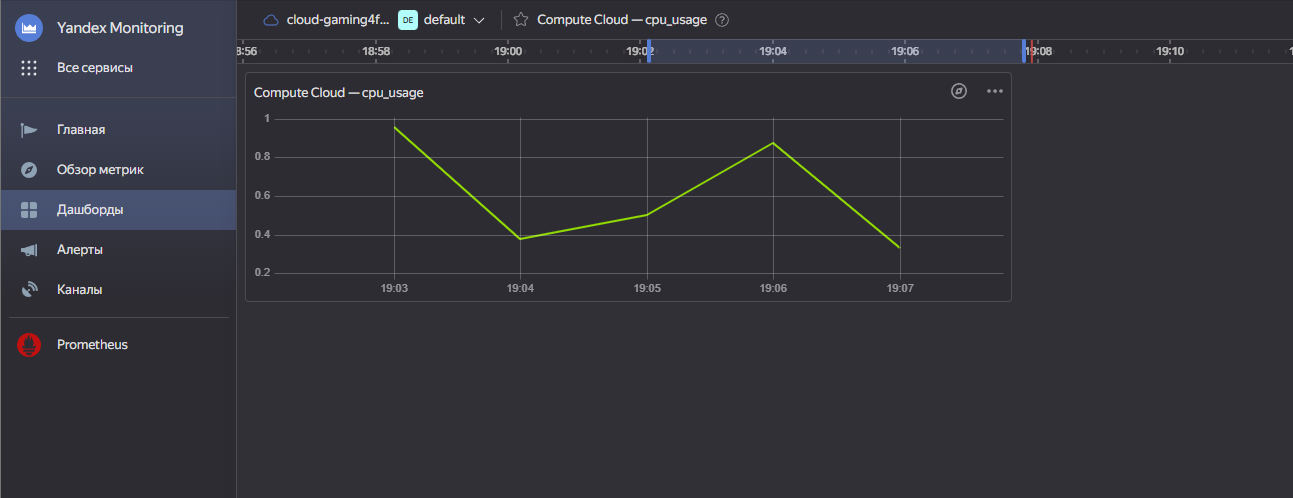 Yandex Monitoring
Все сервисы
Главная
Обзор метрик
Дашборды
Алерты
Каналы
Prometheus
cloud-gaming4f... DE default Compute Cloud — cpu_usage ?
8:56 18:58 19:00 19:02 19:04 19:06 19:08 19:10
Compute Cloud — cpu_usage
1
0.8
0.6
0.4
0.2
19:03 19:04 19:05 19:06 19:07